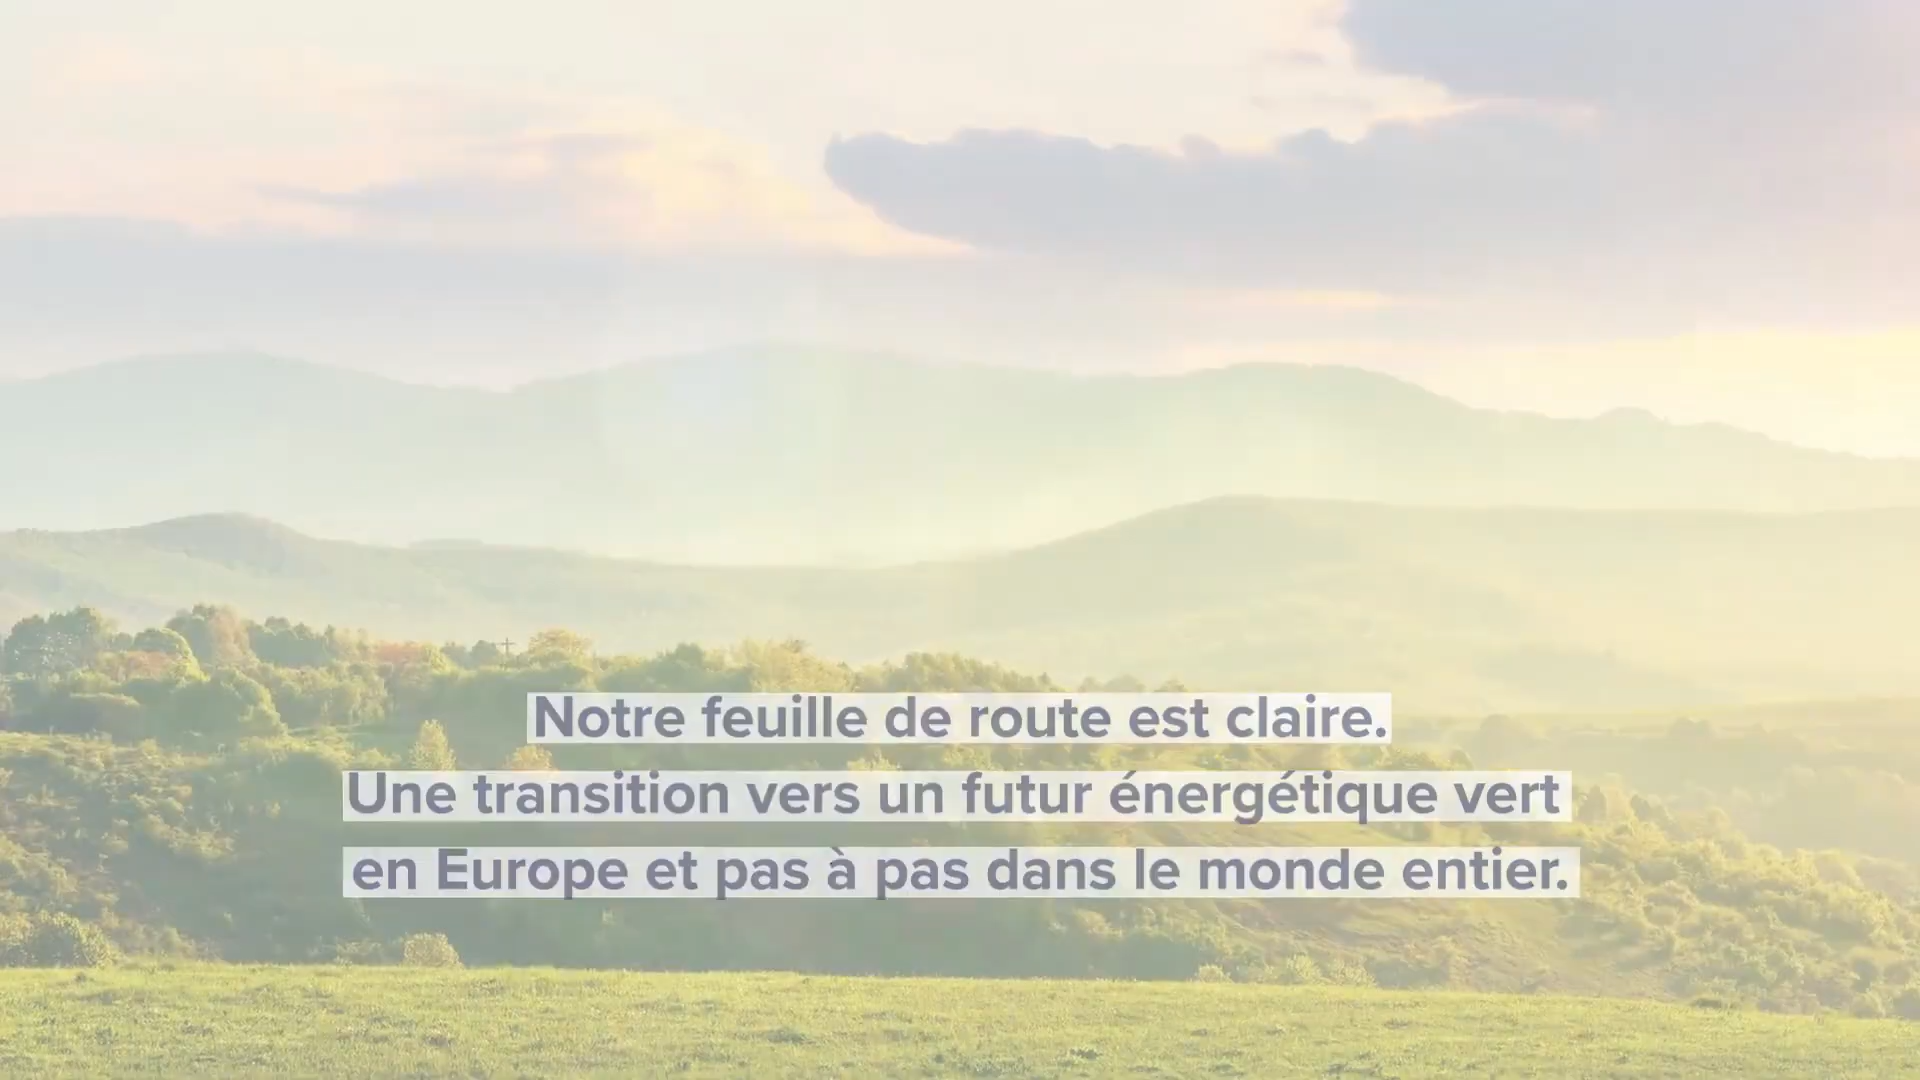 Notre feuille de route est claire.
Une transition vers un futur énergétique vert
en Europe et pas à pas dans le monde entier.